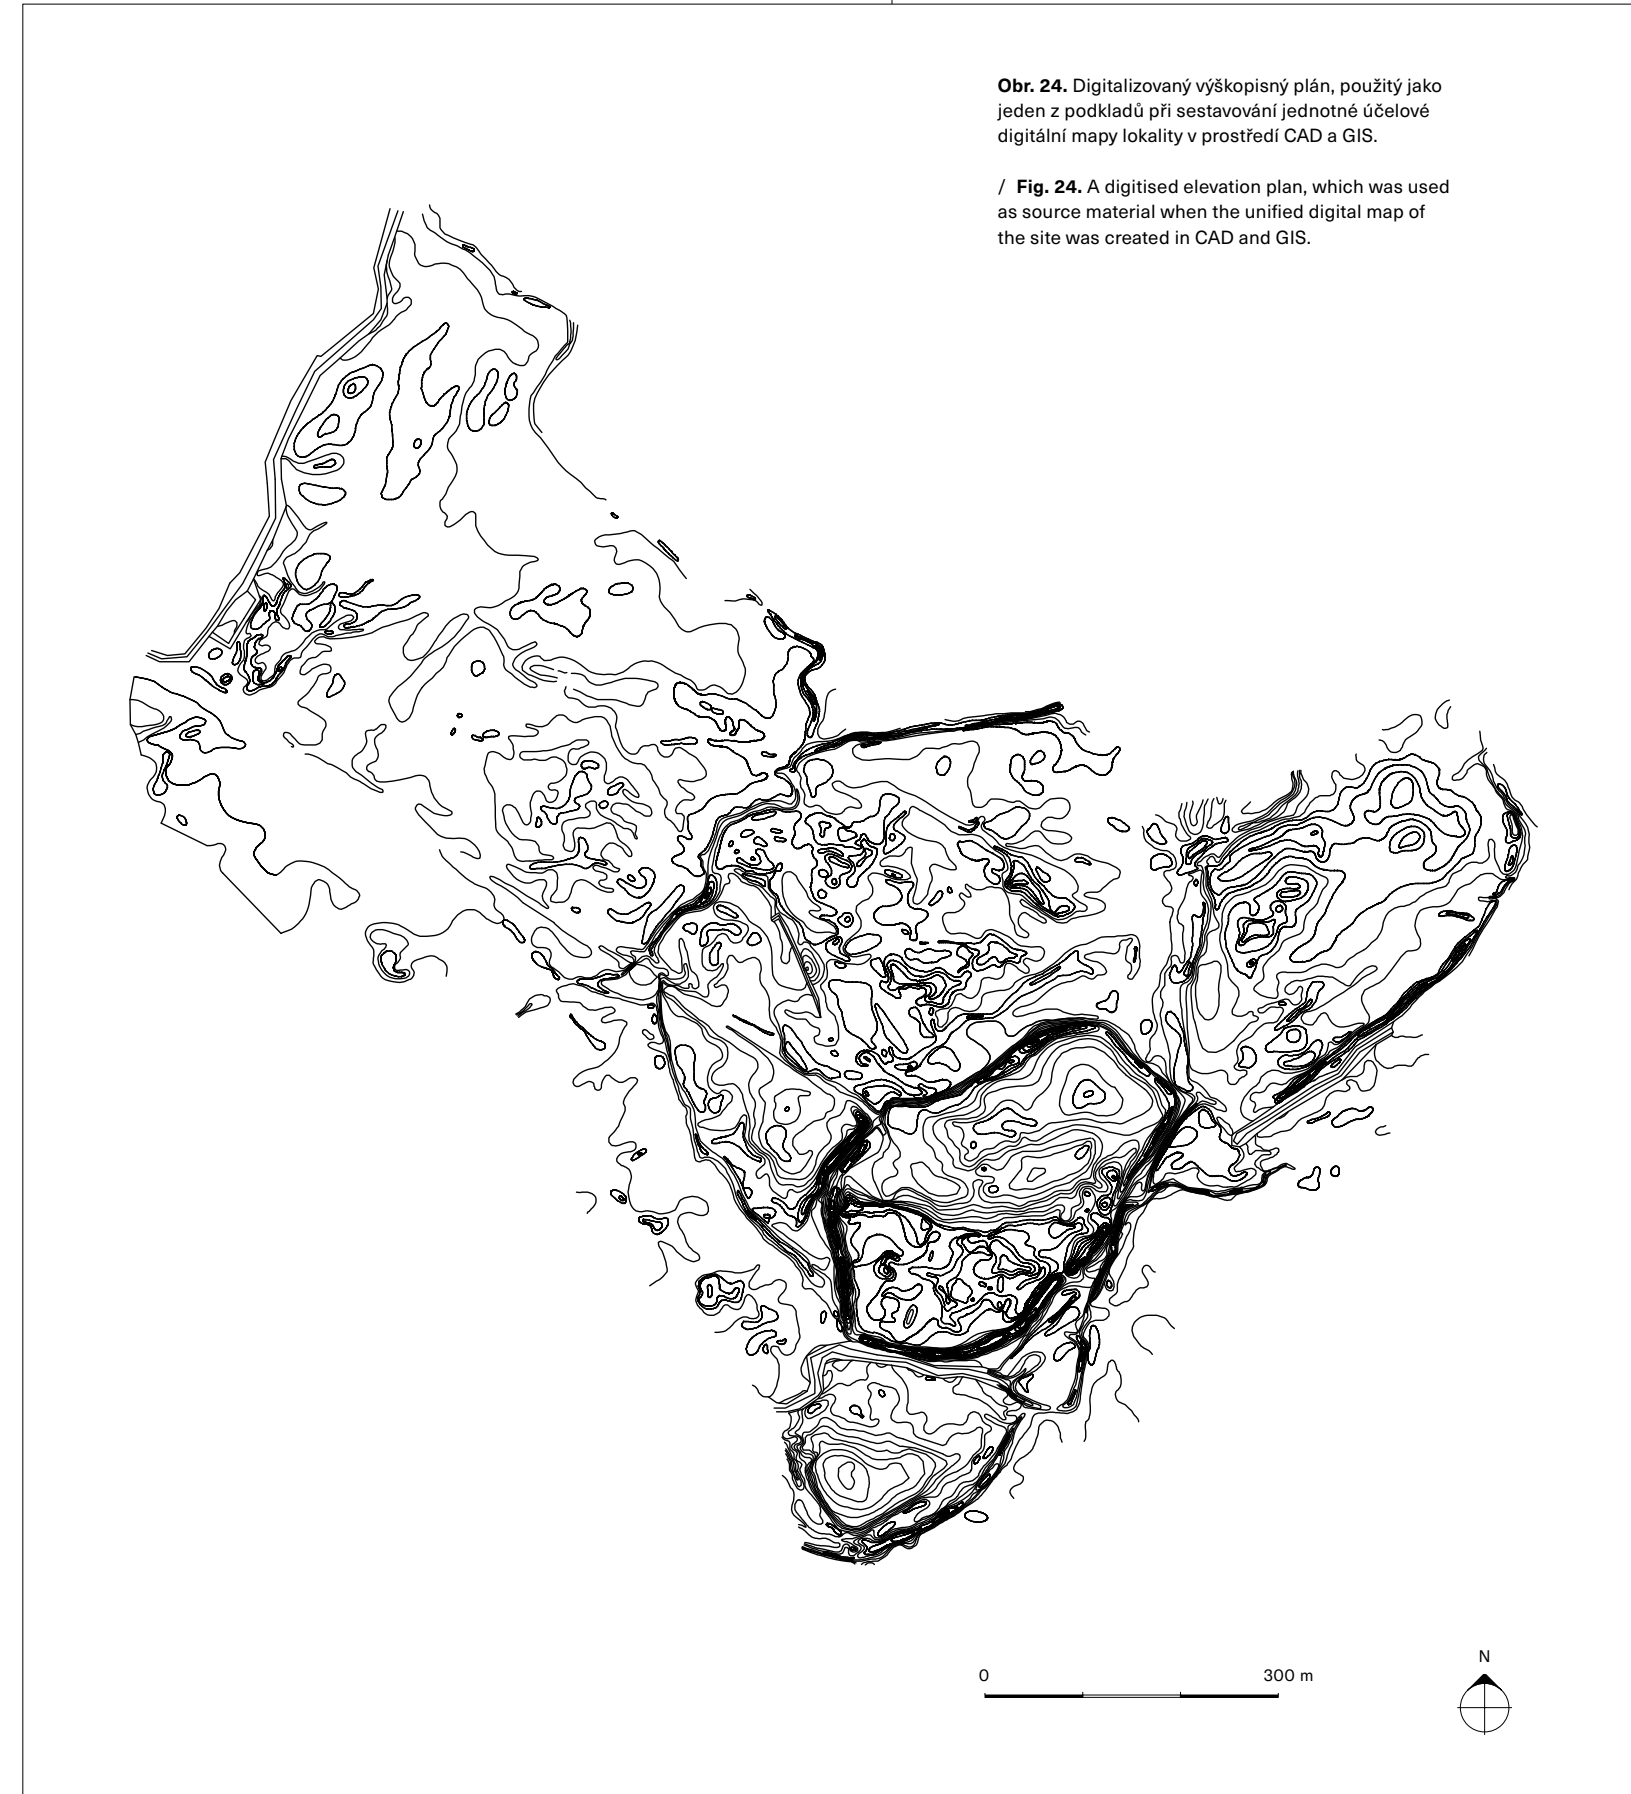 Obr. 24. Digitalizovaný výškopisný plán, použitý jako
jeden z podkladů při sestavování jednotné účelové
digitální mapy lokality v prostředí CAD a GIS.
/ Fig. 24. A digitised elevation plan, which was used
as source material when the unified digital map of
the site was created in CAD and GIS.
N
0 300 m